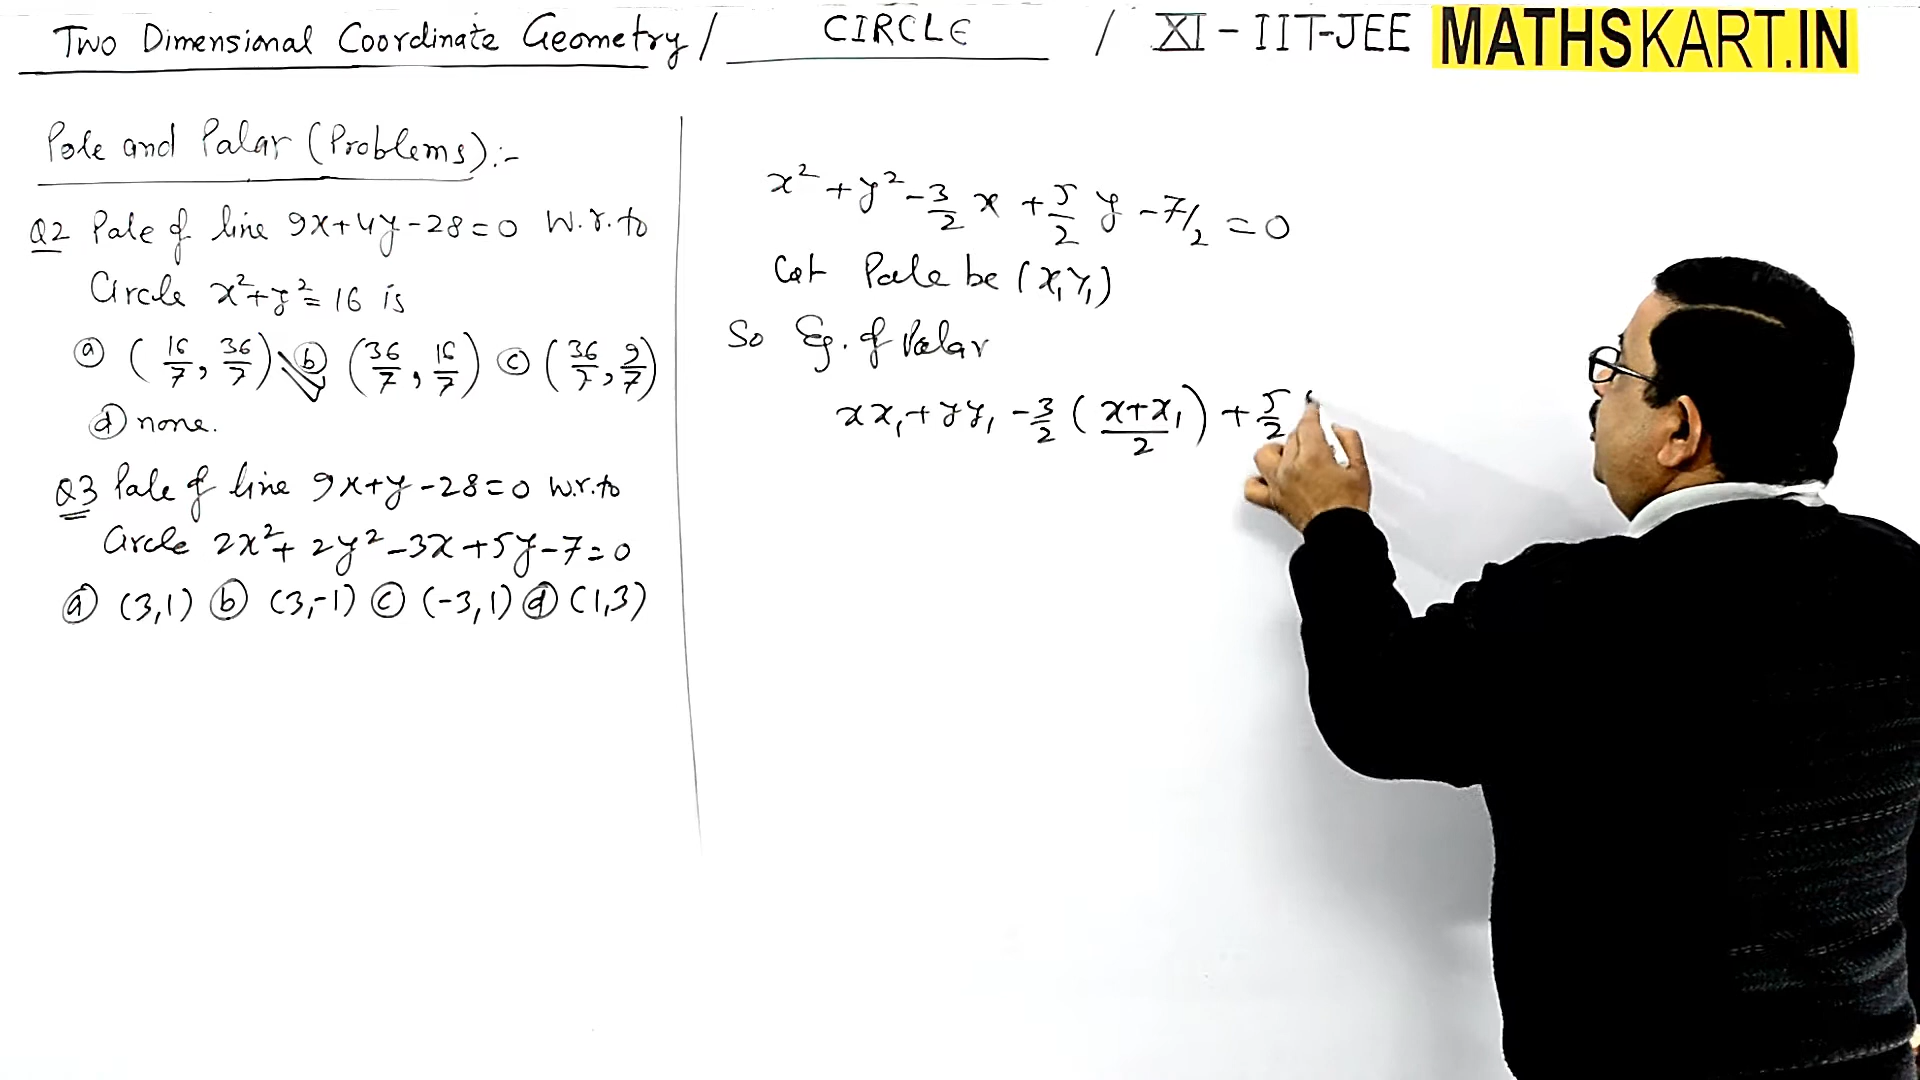 Two Dimensional Coordinate Geometry / CIRCLE / XI - IIT-JEE MATHSKART.IN
Pole and Polar (Problems):-
Q2 Pole of line 9x+4y-28=0 w.r.to
Circle x²+y²=16 is
ⓐ (16/7, 36/7) ⓑ (36/7, 16/7) ⓒ (36/7, 9/7)
ⓓ none.
Q3 Pole of line 9x+y-28=0 w.r.to
Circle 2x²+2y²-3x+5y-7=0
ⓐ (3,1) ⓑ (3,-1) ⓒ (-3,1) ⓓ (1,3)
x²+y²-3/2 x+5/2 y-7/2=0
Let Pole be (x₁y₁)
So Eq. of Polar
xx₁+yy₁-3/2((x+x₁)/2)+5/2(